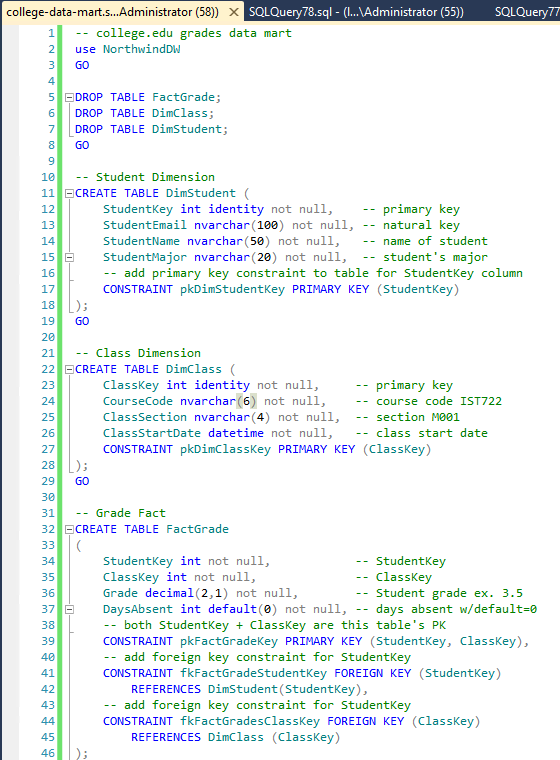 college-data-mart.s...Administrator (58)) ✕ SQLQuery78.sql - (l...\Administrator (55)) SQLQuery77
1 -- college.edu grades data mart
2 use NorthwindDW
3 GO
4
5 DROP TABLE FactGrade;
6 DROP TABLE DimClass;
7 DROP TABLE DimStudent;
8 GO
9
10 -- Student Dimension
11 CREATE TABLE DimStudent (
12 StudentKey int identity not null, -- primary key
13 StudentEmail nvarchar(100) not null, -- natural key
14 StudentName nvarchar(50) not null, -- name of student
15 StudentMajor nvarchar(20) not null, -- student's major
16 -- add primary key constraint to table for StudentKey column
17 CONSTRAINT pkDimStudentKey PRIMARY KEY (StudentKey)
18 );
19 GO
20
21 -- Class Dimension
22 CREATE TABLE DimClass (
23 ClassKey int identity not null, -- primary key
24 CourseCode nvarchar(6) not null, -- course code IST722
25 ClassSection nvarchar(4) not null, -- section M001
26 ClassStartDate datetime not null, -- class start date
27 CONSTRAINT pkDimClassKey PRIMARY KEY (ClassKey)
28 );
29 GO
30
31 -- Grade Fact
32 CREATE TABLE FactGrade
33 (
34 StudentKey int not null, -- StudentKey
35 ClassKey int not null, -- ClassKey
36 Grade decimal(2,1) not null, -- Student grade ex. 3.5
37 DaysAbsent int default(0) not null, -- days absent w/default=0
38 -- both StudentKey + ClassKey are this table's PK
39 CONSTRAINT pkFactGradeKey PRIMARY KEY (StudentKey, ClassKey),
40 -- add foreign key constraint for StudentKey
41 CONSTRAINT fkFactGradeStudentKey FOREIGN KEY (StudentKey)
42 REFERENCES DimStudent(StudentKey),
43 -- add foreign key constraint for StudentKey
44 CONSTRAINT fkFactGradesClassKey FOREIGN KEY (ClassKey)
45 REFERENCES DimClass (ClassKey)
46 );